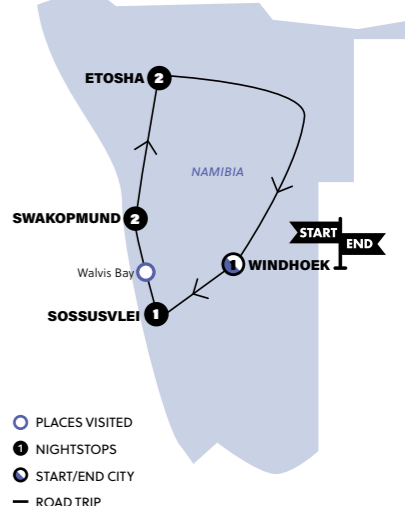 ETOSHA 2
NAMIBIA
SWAKOPMUND 2
START
END
Walvis Bay
1 WINDHOEK
SOSSUSVLEI 1
PLACES VISITED
1 NIGHTSTOPS
START/END CITY
ROAD TRIP